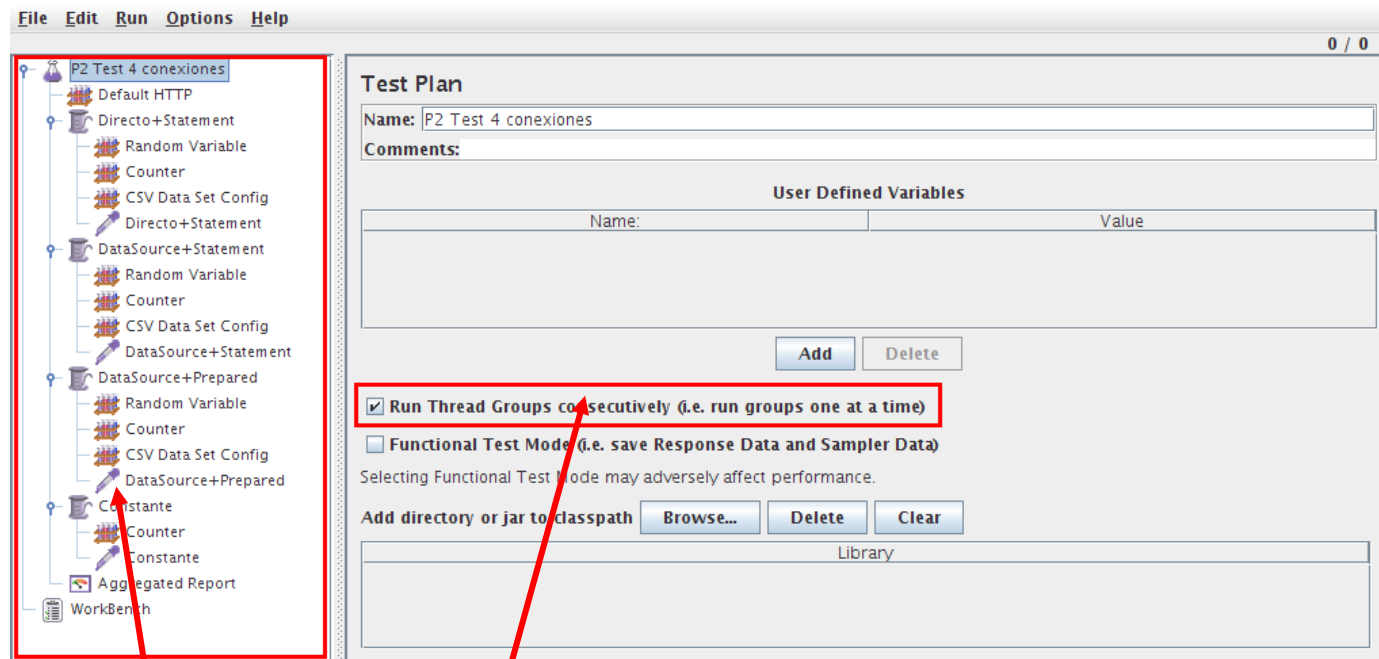 File Edit Run Options Help
0 / 0
P2 Test 4 conexiones
Default HTTP
Directo+Statement
Random Variable
Counter
CSV Data Set Config
Directo+Statement
DataSource+Statement
Random Variable
Counter
CSV Data Set Config
DataSource+Statement
DataSource+Prepared
Random Variable
Counter
CSV Data Set Config
DataSource+Prepared
Constante
Counter
Constante
Aggregated Report
WorkBench
Test Plan
Name: P2 Test 4 conexiones
Comments:
User Defined Variables
Name: Value
Add Delete
Run Thread Groups consecutively (i.e. run groups one at a time)
Functional Test Mode (i.e. save Response Data and Sampler Data)
Selecting Functional Test Mode may adversely affect performance.
Add directory or jar to classpath Browse... Delete Clear
Library